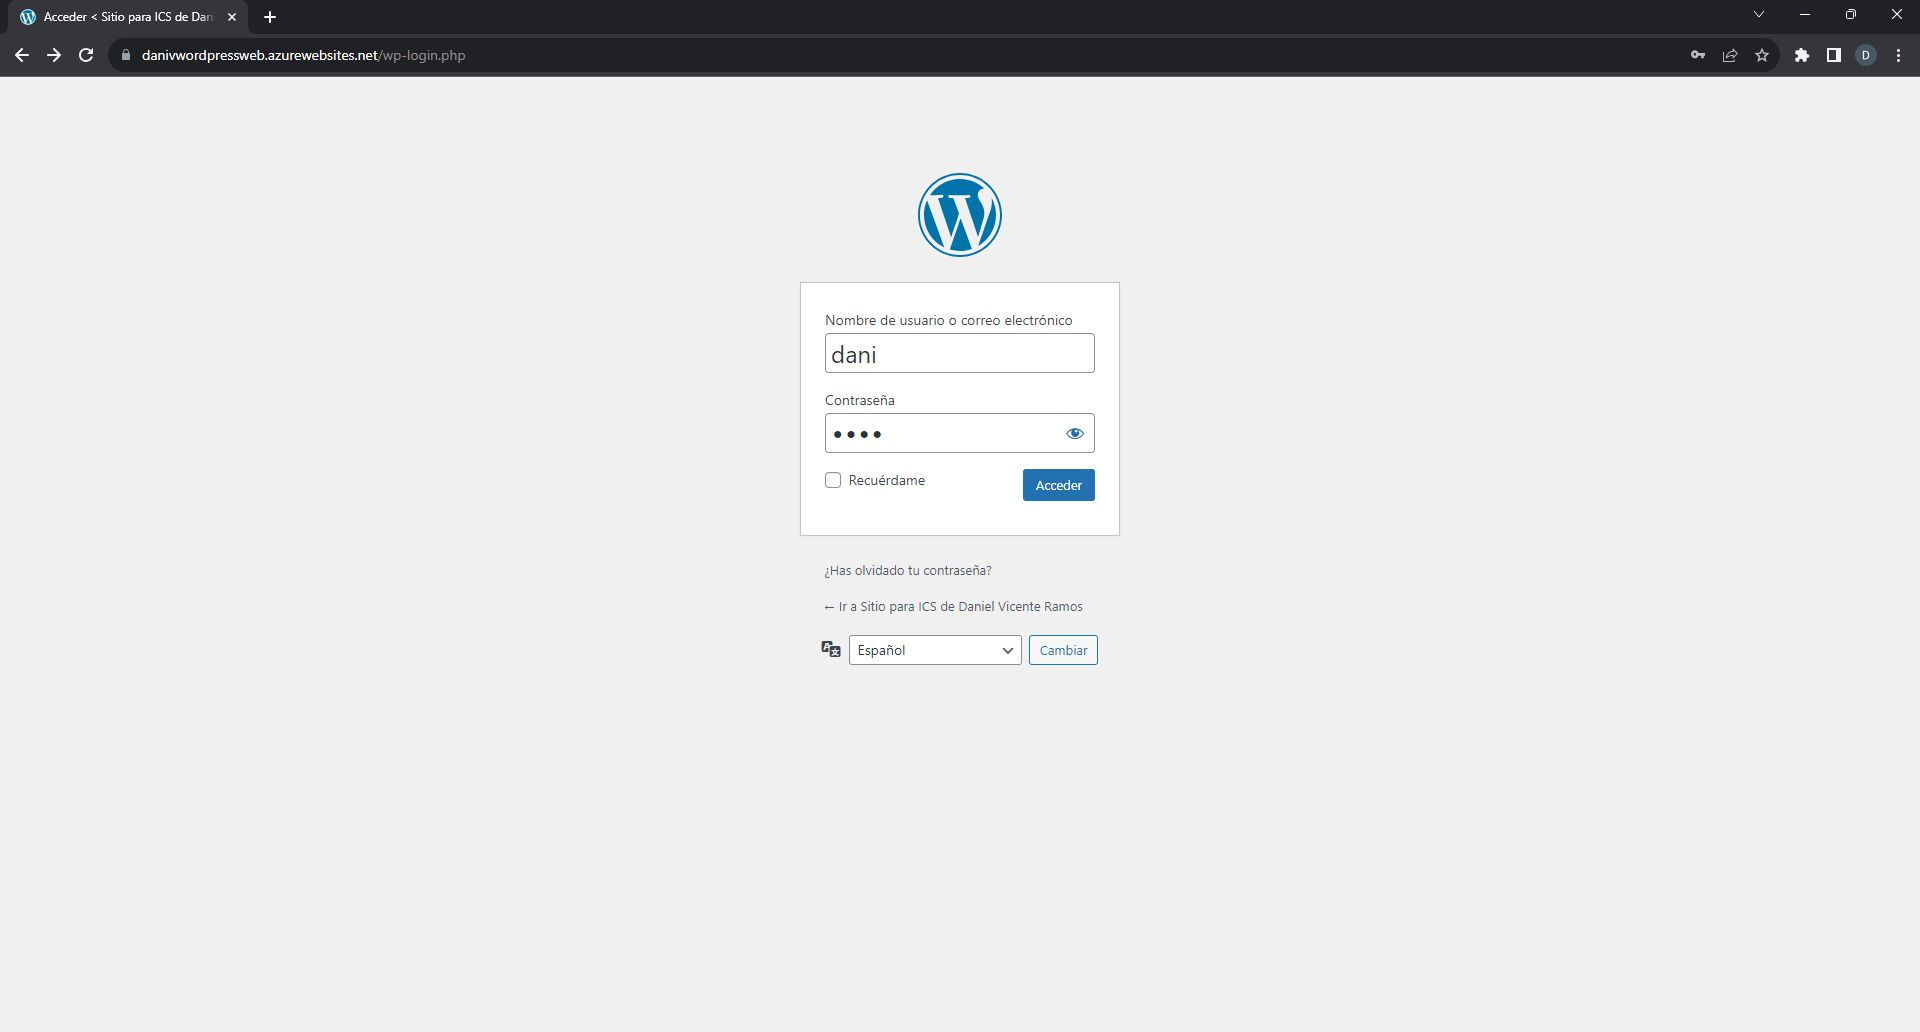 Acceder < Sitio para ICS de Dani
danivwordpressweb.azurewebsites.net/wp-login.php
D
Nombre de usuario o correo electrónico
dani
Contraseña
••••
Recuérdame
Acceder
¿Has olvidado tu contraseña?
← Ir a Sitio para ICS de Daniel Vicente Ramos
Español
Cambiar